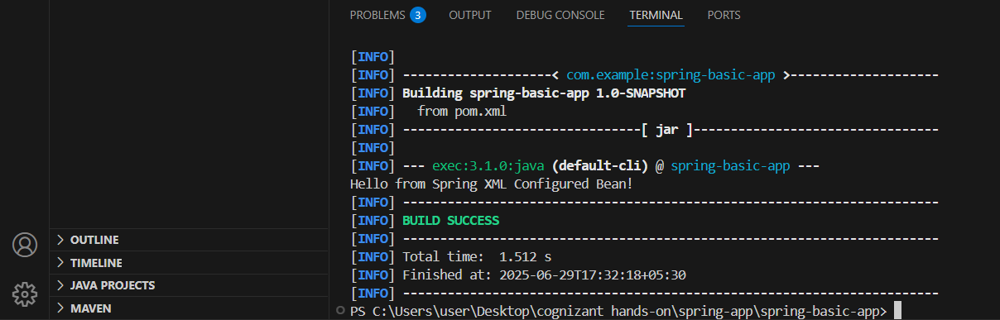 PROBLEMS 3 OUTPUT DEBUG CONSOLE TERMINAL PORTS
[INFO]
[INFO] --------------------< com.example:spring-basic-app >--------------------
[INFO] Building spring-basic-app 1.0-SNAPSHOT
[INFO]   from pom.xml
[INFO] --------------------------------[ jar ]---------------------------------
[INFO]
[INFO] --- exec:3.1.0:java (default-cli) @ spring-basic-app ---
Hello from Spring XML Configured Bean!
[INFO] ------------------------------------------------------------------------
[INFO] BUILD SUCCESS
[INFO] ------------------------------------------------------------------------
[INFO] Total time:  1.512 s
[INFO] Finished at: 2025-06-29T17:32:18+05:30
[INFO] ------------------------------------------------------------------------
PS C:\Users\user\Desktop\cognizant hands-on\spring-app\spring-basic-app>
OUTLINE
TIMELINE
JAVA PROJECTS
MAVEN